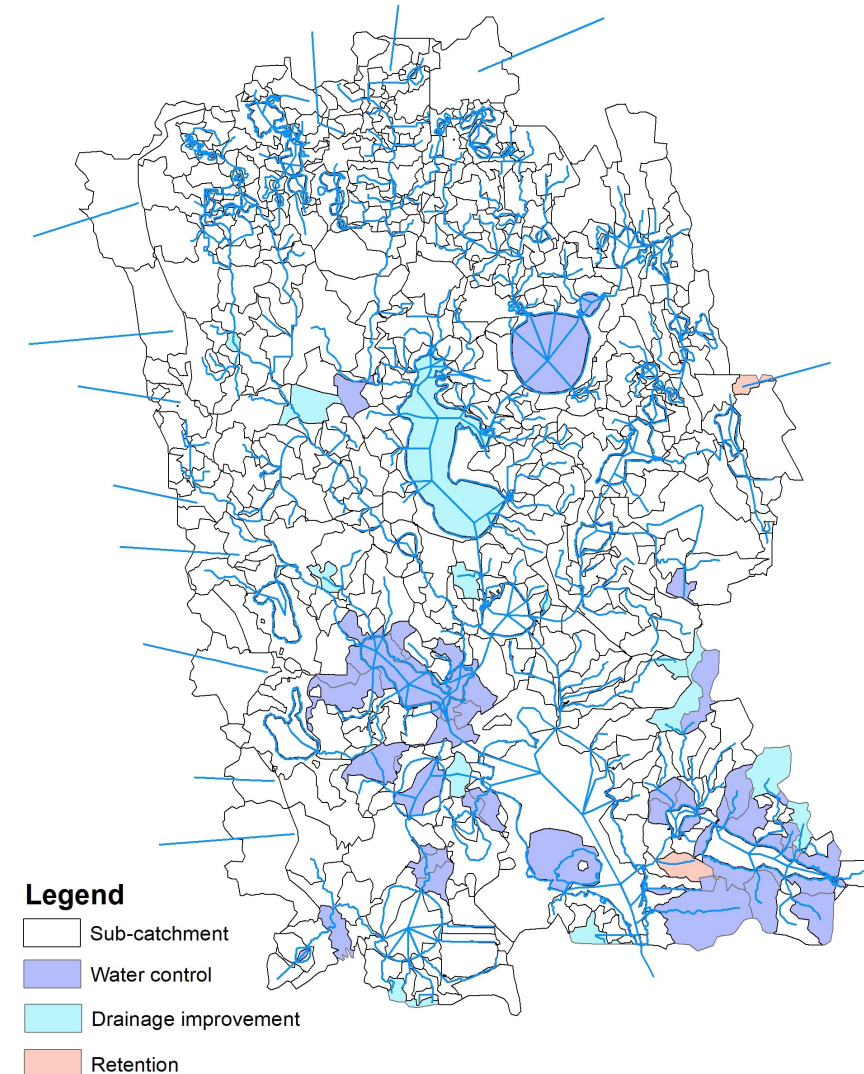 Legend
Sub-catchment
Water control
Drainage improvement
Retention